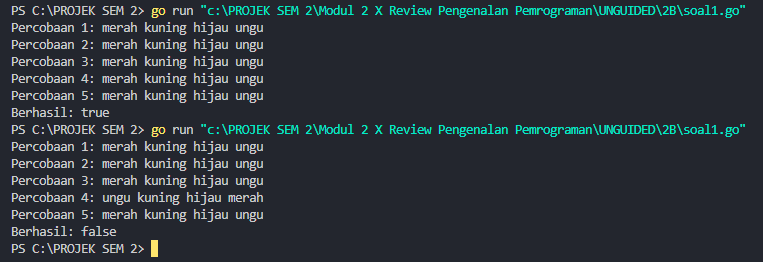 PS C:\PROJEK SEM 2> go run "c:\PROJEK SEM 2\Modul 2 X Review Pengenalan Pemrograman\UNGUIDED\2B\soal1.go"
Percobaan 1: merah kuning hijau ungu
Percobaan 2: merah kuning hijau ungu
Percobaan 3: merah kuning hijau ungu
Percobaan 4: merah kuning hijau ungu
Percobaan 5: merah kuning hijau ungu
Berhasil: true
PS C:\PROJEK SEM 2> go run "c:\PROJEK SEM 2\Modul 2 X Review Pengenalan Pemrograman\UNGUIDED\2B\soal1.go"
Percobaan 1: merah kuning hijau ungu
Percobaan 2: merah kuning hijau ungu
Percobaan 3: merah kuning hijau ungu
Percobaan 4: ungu kuning hijau merah
Percobaan 5: merah kuning hijau ungu
Berhasil: false
PS C:\PROJEK SEM 2>